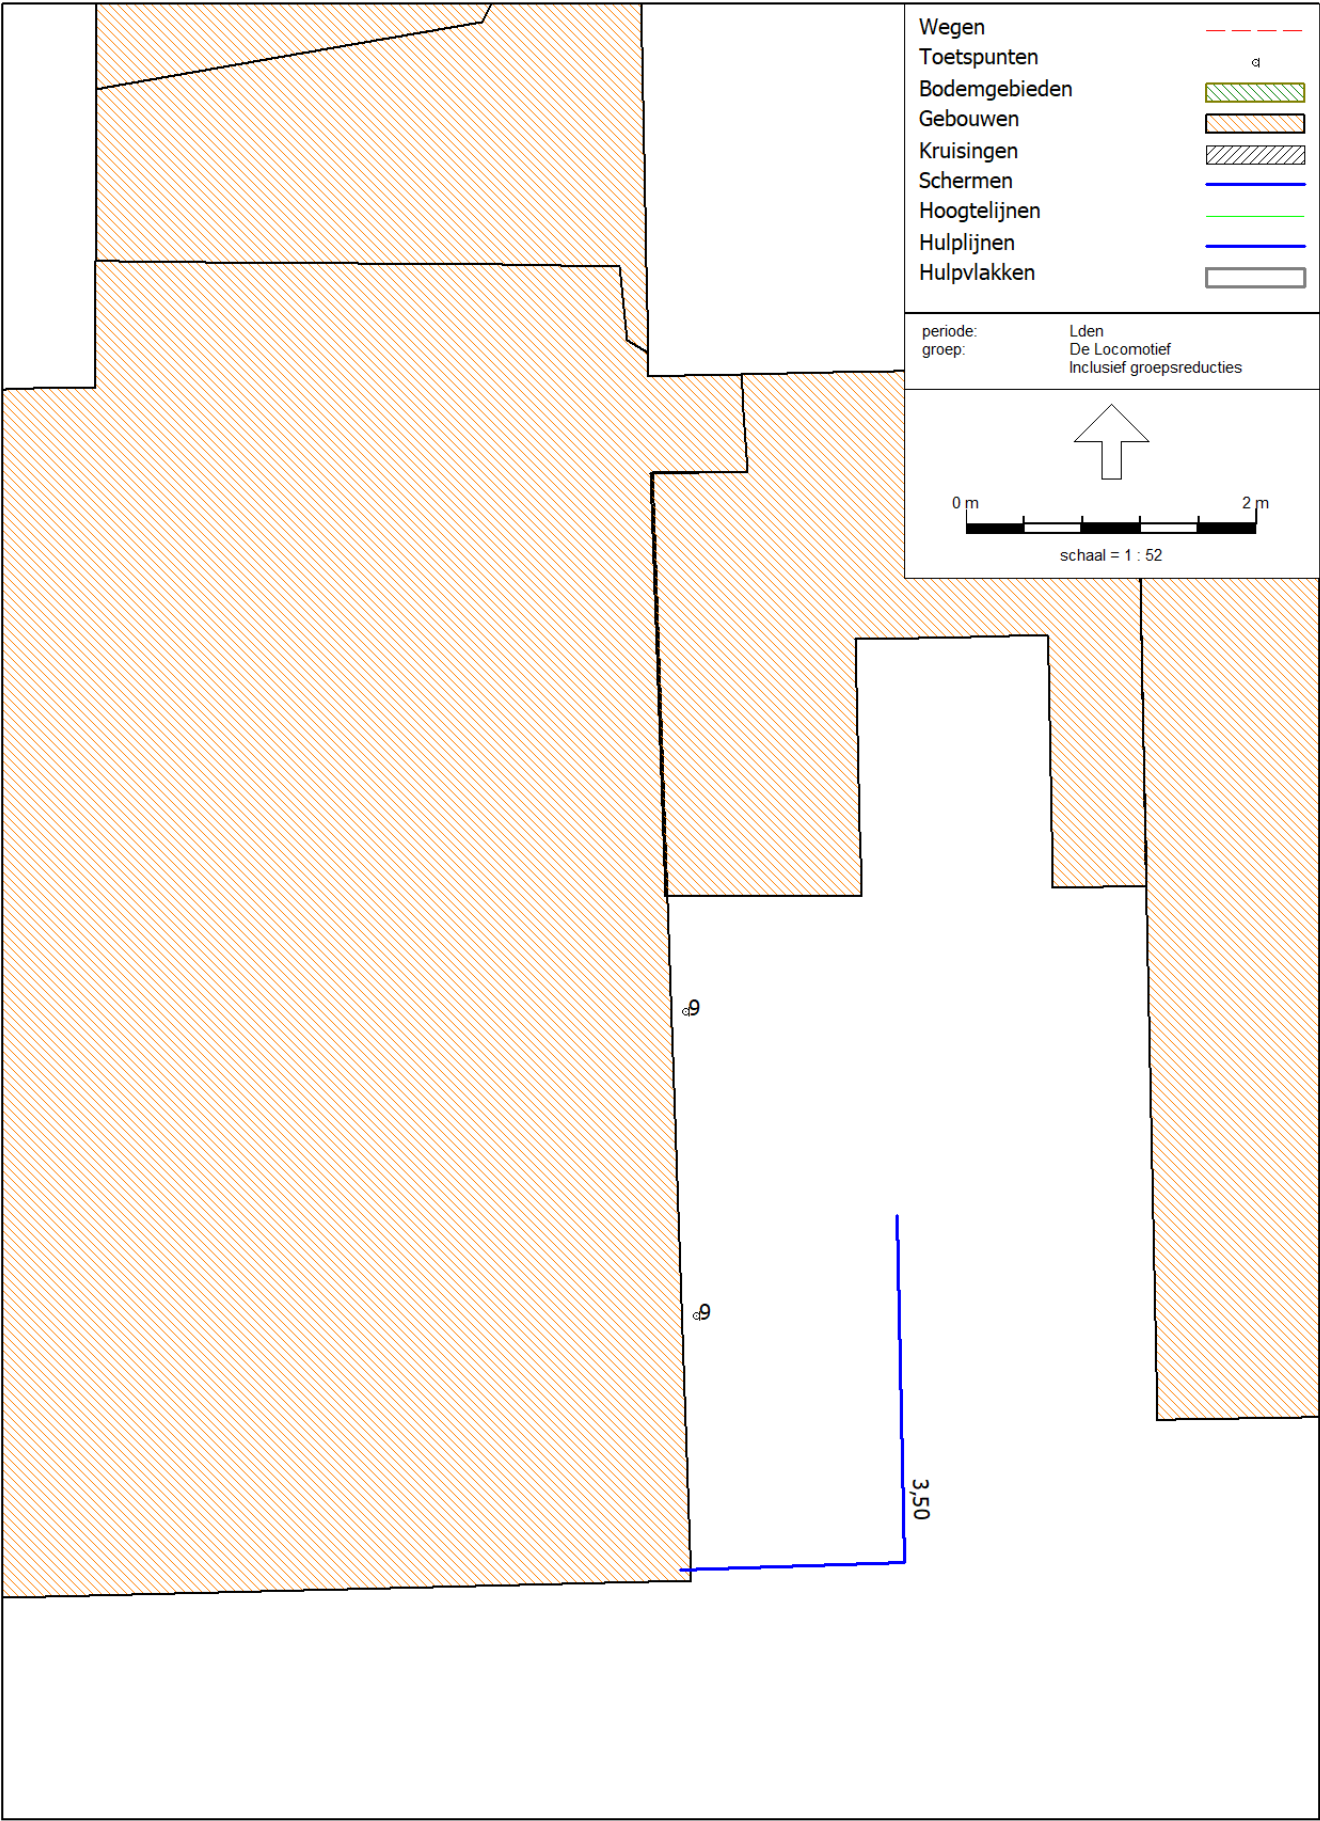 Wegen
Toetspunten
Bodemgebieden
Gebouwen
Kruisingen
Schermen
Hoogtelijnen
Hulplijnen
Hulpvlakken
periode: Lden
groep: De Locomotief
Inclusief groepsreducties
0 m 2 m
schaal = 1 : 52
9
9
3,50